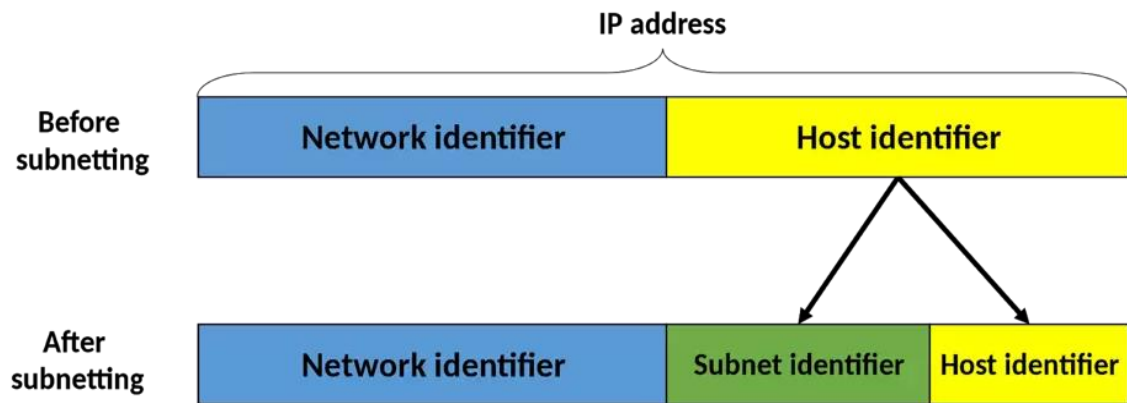 IP address
Before
subnetting
Network identifier
Host identifier
After
subnetting
Network identifier
Subnet identifier
Host identifier